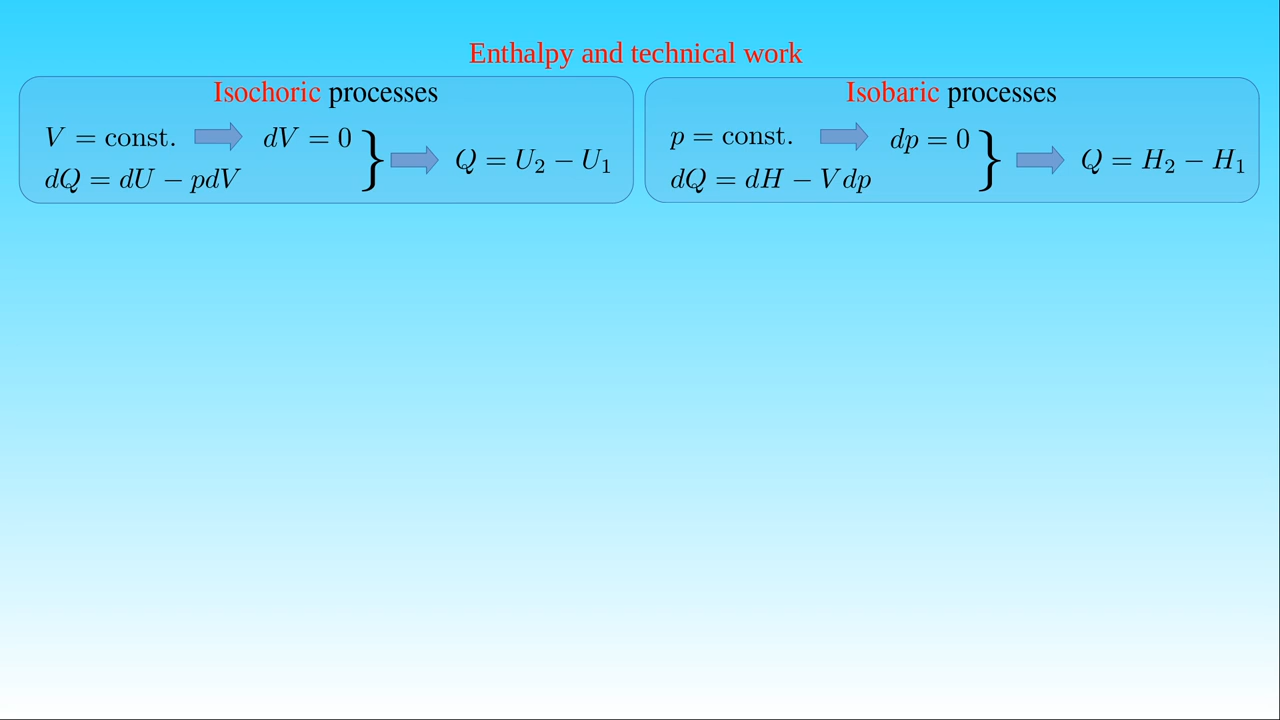 Enthalpy and technical work
Isochoric processes
V = const. dV = 0
dQ = dU − pdV
} Q = U₂ − U₁
Isobaric processes
p = const. dp = 0
dQ = dH − Vdp
} Q = H₂ − H₁